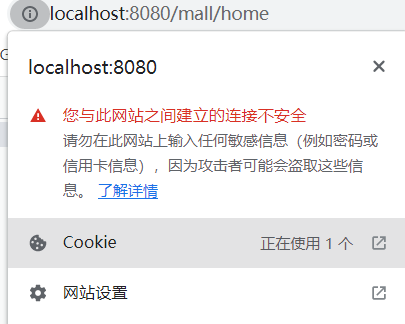 localhost:8080/mall/home
G
localhost:8080
您与此网站之间建立的连接不安全
请勿在此网站上输入任何敏感信息（例如密码或
信用卡信息），因为攻击者可能会盗取这些信
息。 了解详情
Cookie 正在使用 1 个
网站设置